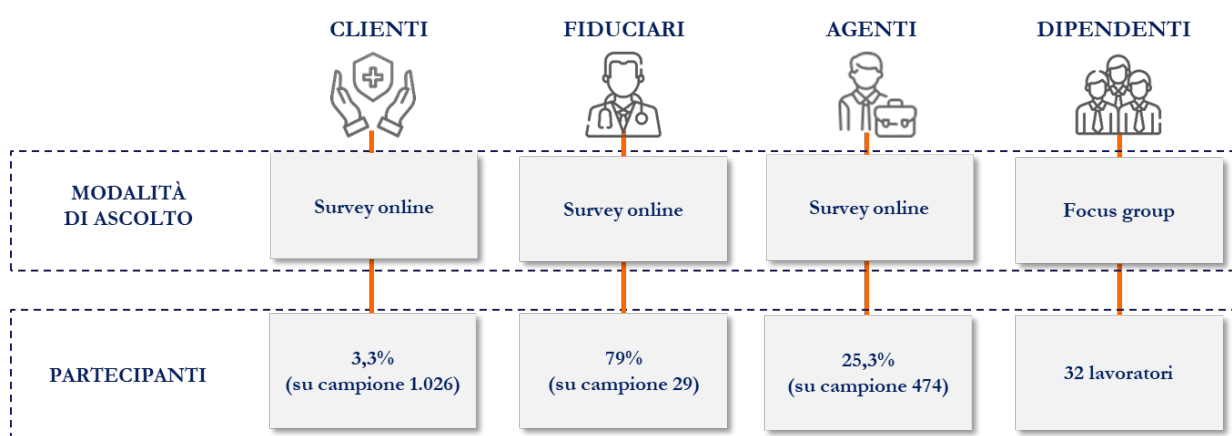 CLIENTI
FIDUCIARI
AGENTI
DIPENDENTI
MODALITÀ
DI ASCOLTO
Survey online
Survey online
Survey online
Focus group
PARTECIPANTI
3,3%
(su campione 1.026)
79%
(su campione 29)
25,3%
(su campione 474)
32 lavoratori